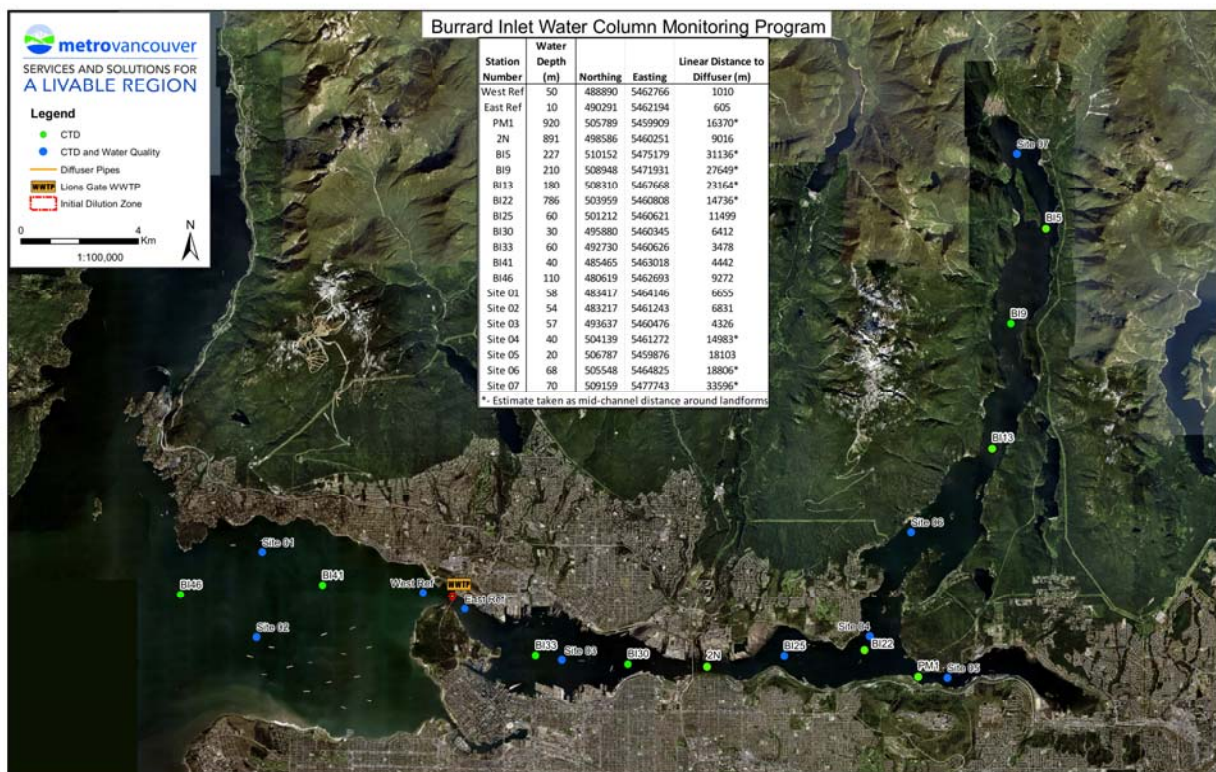 metrovancouver
SERVICES AND SOLUTIONS FOR
A LIVABLE REGION
Legend
CTD
CTD and Water Quality
Diffuser Pipes
WWTP Lions Gate WWTP
Initial Dilution Zone
0 4
Km
1:100,000
N
Burrard Inlet Water Column Monitoring Program
Station Number Water Depth (m) Northing Easting Linear Distance to Diffuser (m)
West Ref 50 488890 5462766 1010
East Ref 10 490291 5462194 605
PM1 920 505789 5459909 16370*
2N 891 498586 5460251 9016
BI5 227 510152 5475179 31136*
BI9 210 508948 5471931 27649*
BI13 180 508310 5467668 23164*
BI22 786 503959 5460808 14736*
BI25 60 501212 5460621 11499
BI30 30 495880 5460345 6412
BI33 60 492730 5460626 3478
BI41 40 485465 5463018 4442
BI46 110 480619 5462693 9272
Site 01 58 483417 5464146 6655
Site 02 54 483217 5461243 6831
Site 03 57 493637 5460476 4326
Site 04 40 504139 5461272 14983*
Site 05 20 506787 5459876 18103
Site 06 68 505548 5464825 18806*
Site 07 70 509159 5477743 33596*
*- Estimate taken as mid-channel distance around landforms
Site 07
BI5
BI9
BI13
Site 06
Site 01
BI46
BI41
West Ref
WWTP
East Ref
Site 02
BI33
Site 03
BI30
2N
BI25
Site 04
BI22
PM1
Site 05